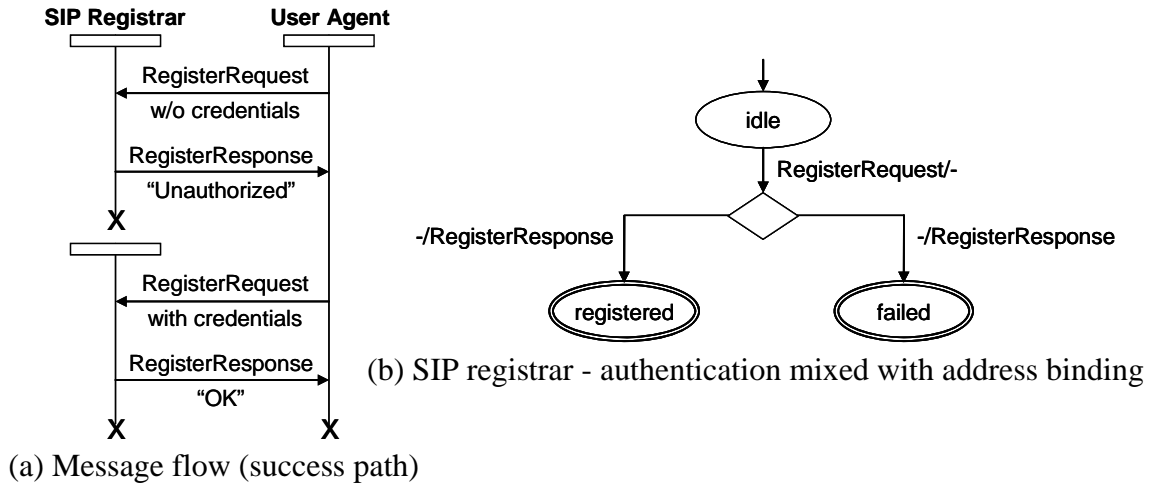 SIP Registrar
User Agent
RegisterRequest
w/o credentials
RegisterResponse
“Unauthorized”
X
RegisterRequest
with credentials
RegisterResponse
“OK”
X
X
(a) Message flow (success path)
idle
RegisterRequest/-
-/RegisterResponse
-/RegisterResponse
registered
failed
(b) SIP registrar - authentication mixed with address binding